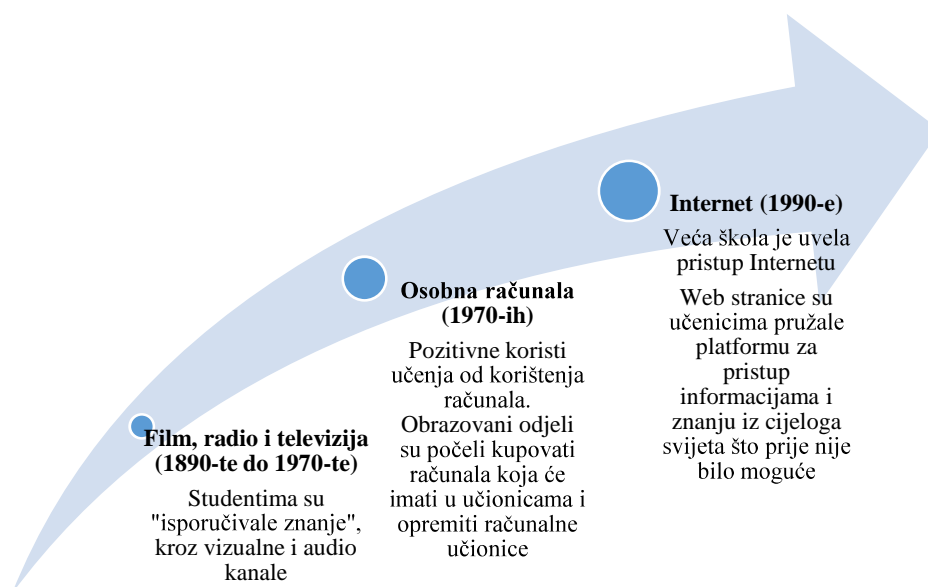 Film, radio i televizija
(1890-te do 1970-te)
Studentima su
"isporučivale znanje",
kroz vizualne i audio
kanale
Osobna računala
(1970-ih)
Pozitivne koristi
učenja od korištenja
računala.
Obrazovani odjeli
su počeli kupovati
računala koja će
imati u učionicama i
opremiti računalne
učionice
Internet (1990-e)
Veća škola je uvela
pristup Internetu
Web stranice su
učenicima pružale
platformu za
pristup
informacijama i
znanju iz cijeloga
svijeta što prije nije
bilo moguće